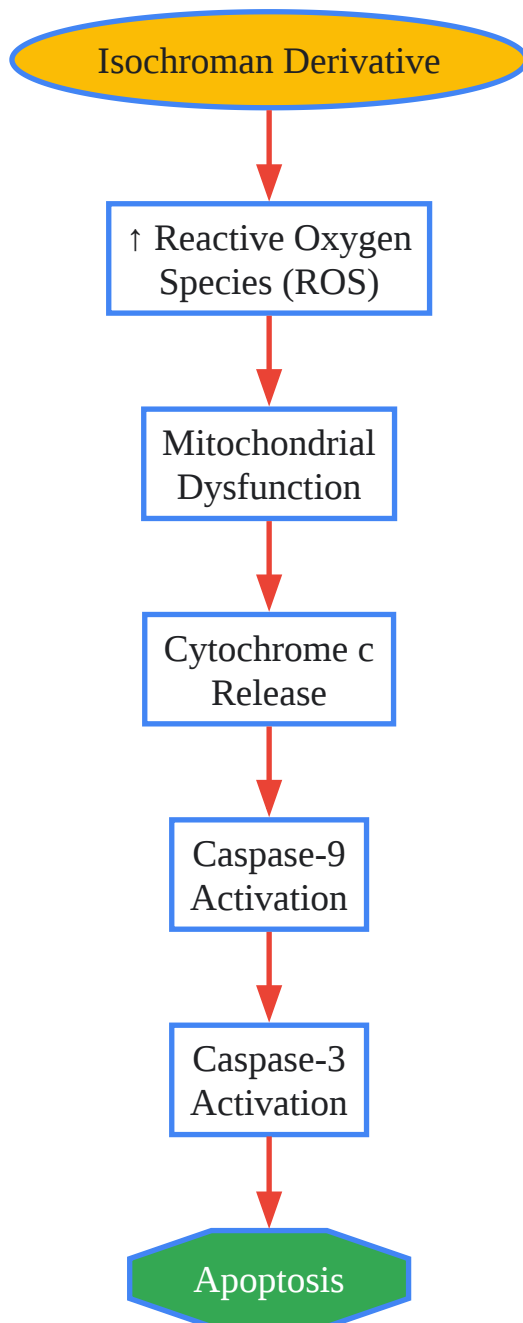 Isochroman Derivative
↑ Reactive Oxygen
Species (ROS)
Mitochondrial
Dysfunction
Cytochrome c
Release
Caspase-9
Activation
Caspase-3
Activation
Apoptosis